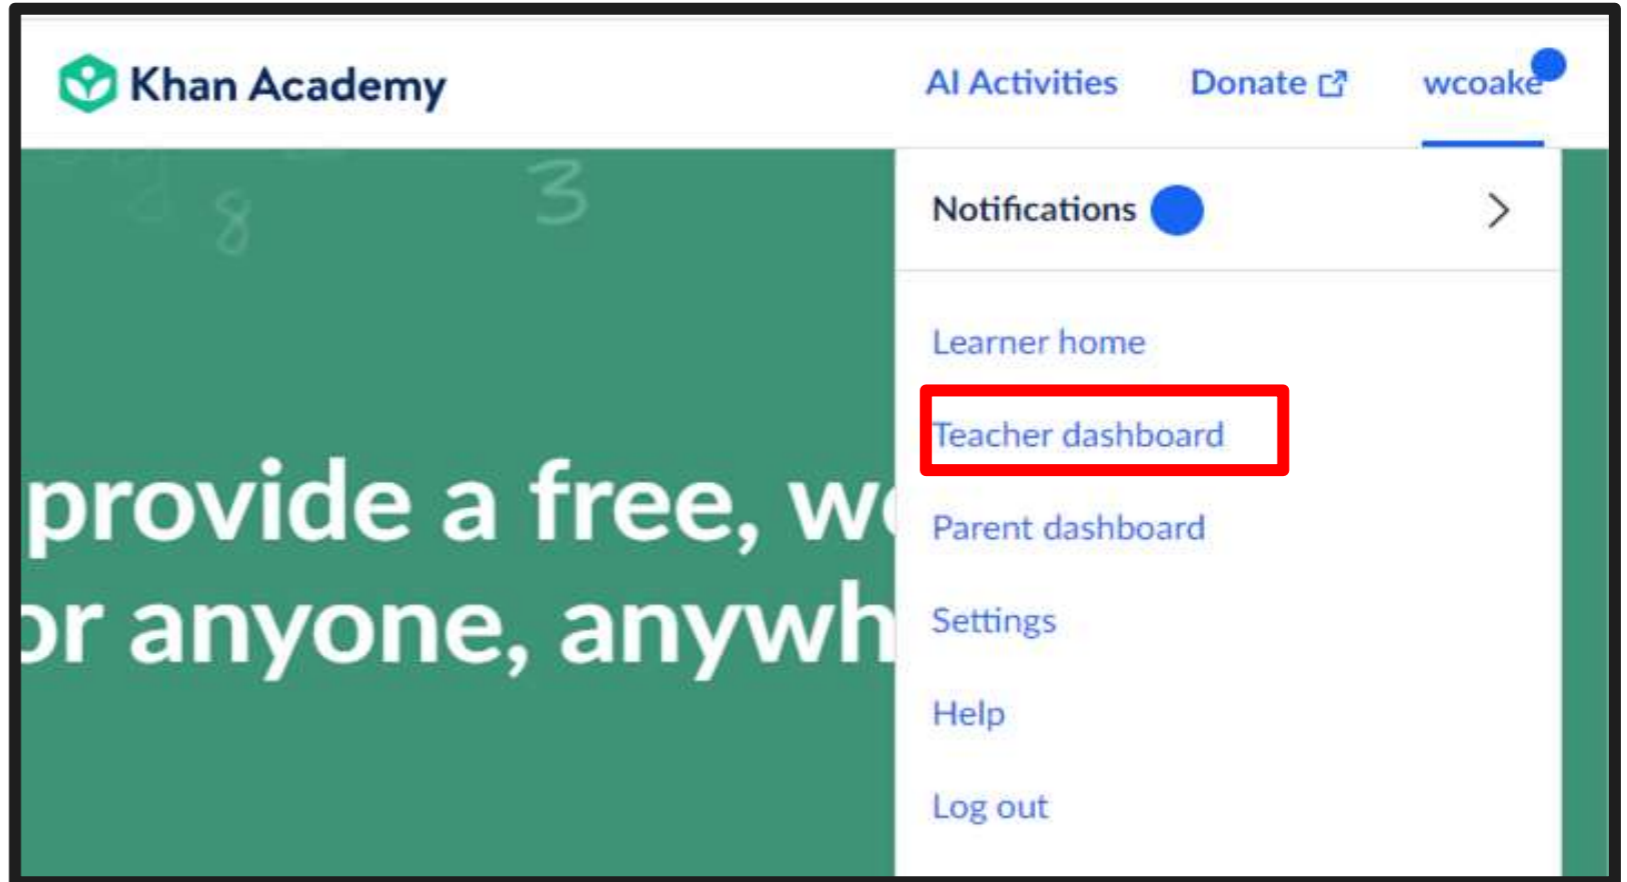 Khan Academy
AI Activities
Donate
wcoake
8
3
Notifications
Learner home
Teacher dashboard
Parent dashboard
Settings
Help
Log out
provide a free,
or anyone,